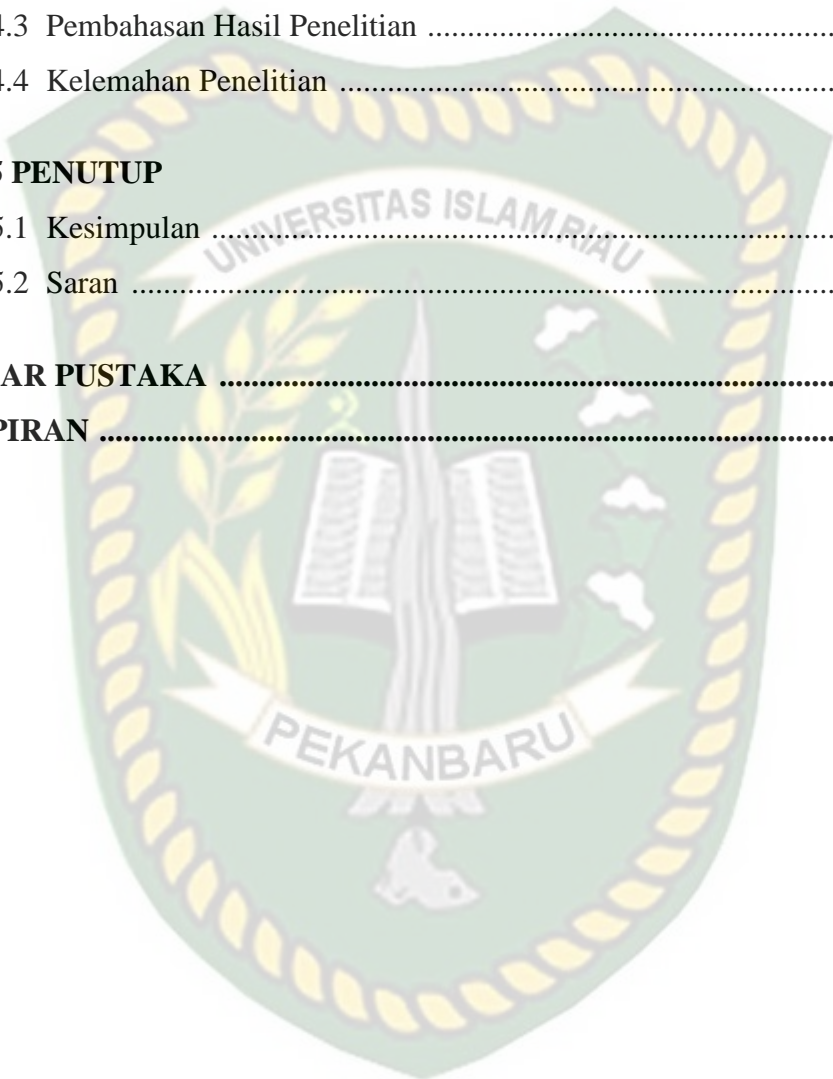 4.3 Pembahasan Hasil Penelitian ......................................................
4.4 Kelemahan Penelitian .................................................................
5 PENUTUP
UNIVERSITAS ISLAM RIAU
5.1 Kesimpulan ...............................................................................
5.2 Saran .........................................................................................
AR PUSTAKA ................................................................................
PIRAN ..............................................................................................
PEKANBARU